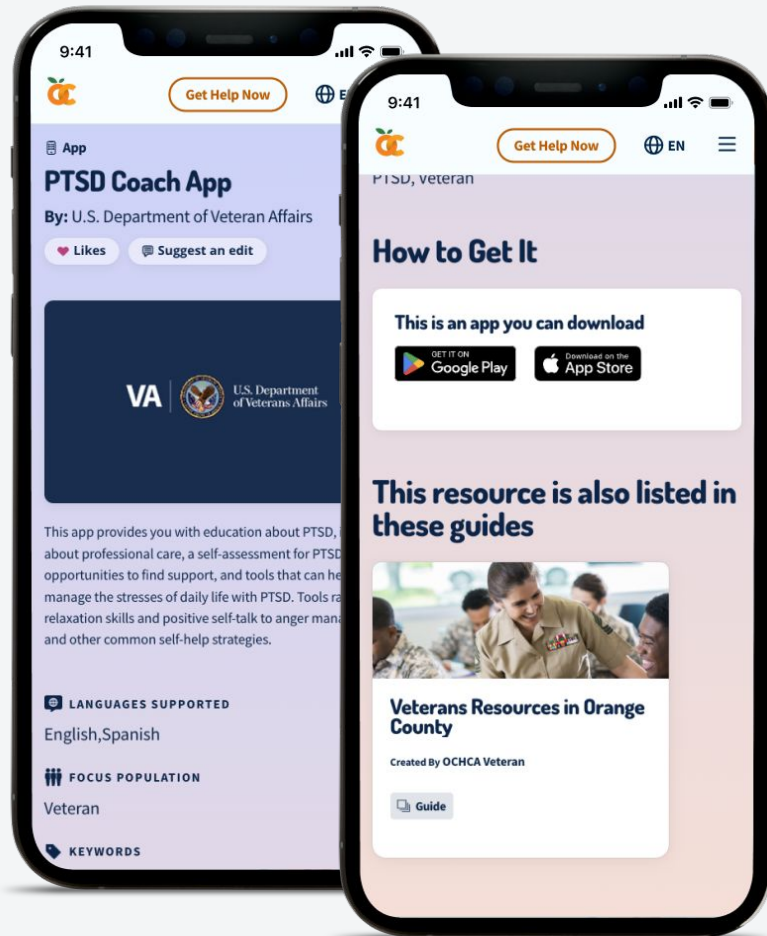 9:41
OC
Get Help Now
App
PTSD Coach App
By: U.S. Department of Veteran Affairs
Likes
Suggest an edit
VA
U.S. Department
of Veterans Affairs
This app provides you with education about PTSD,
about professional care, a self-assessment for PTSD
opportunities to find support, and tools that can
manage the stresses of daily life with PTSD. Tools
relaxation skills and positive self-talk to anger
and other common self-help strategies.
LANGUAGES SUPPORTED
English,Spanish
FOCUS POPULATION
Veteran
KEYWORDS
9:41
OC
Get Help Now
EN
PTSD, Veteran
How to Get It
This is an app you can download
GET IT ON
Google Play
Download on the
App Store
This resource is also listed in
these guides
Veterans Resources in Orange
County
Created By OCHCA Veteran
Guide